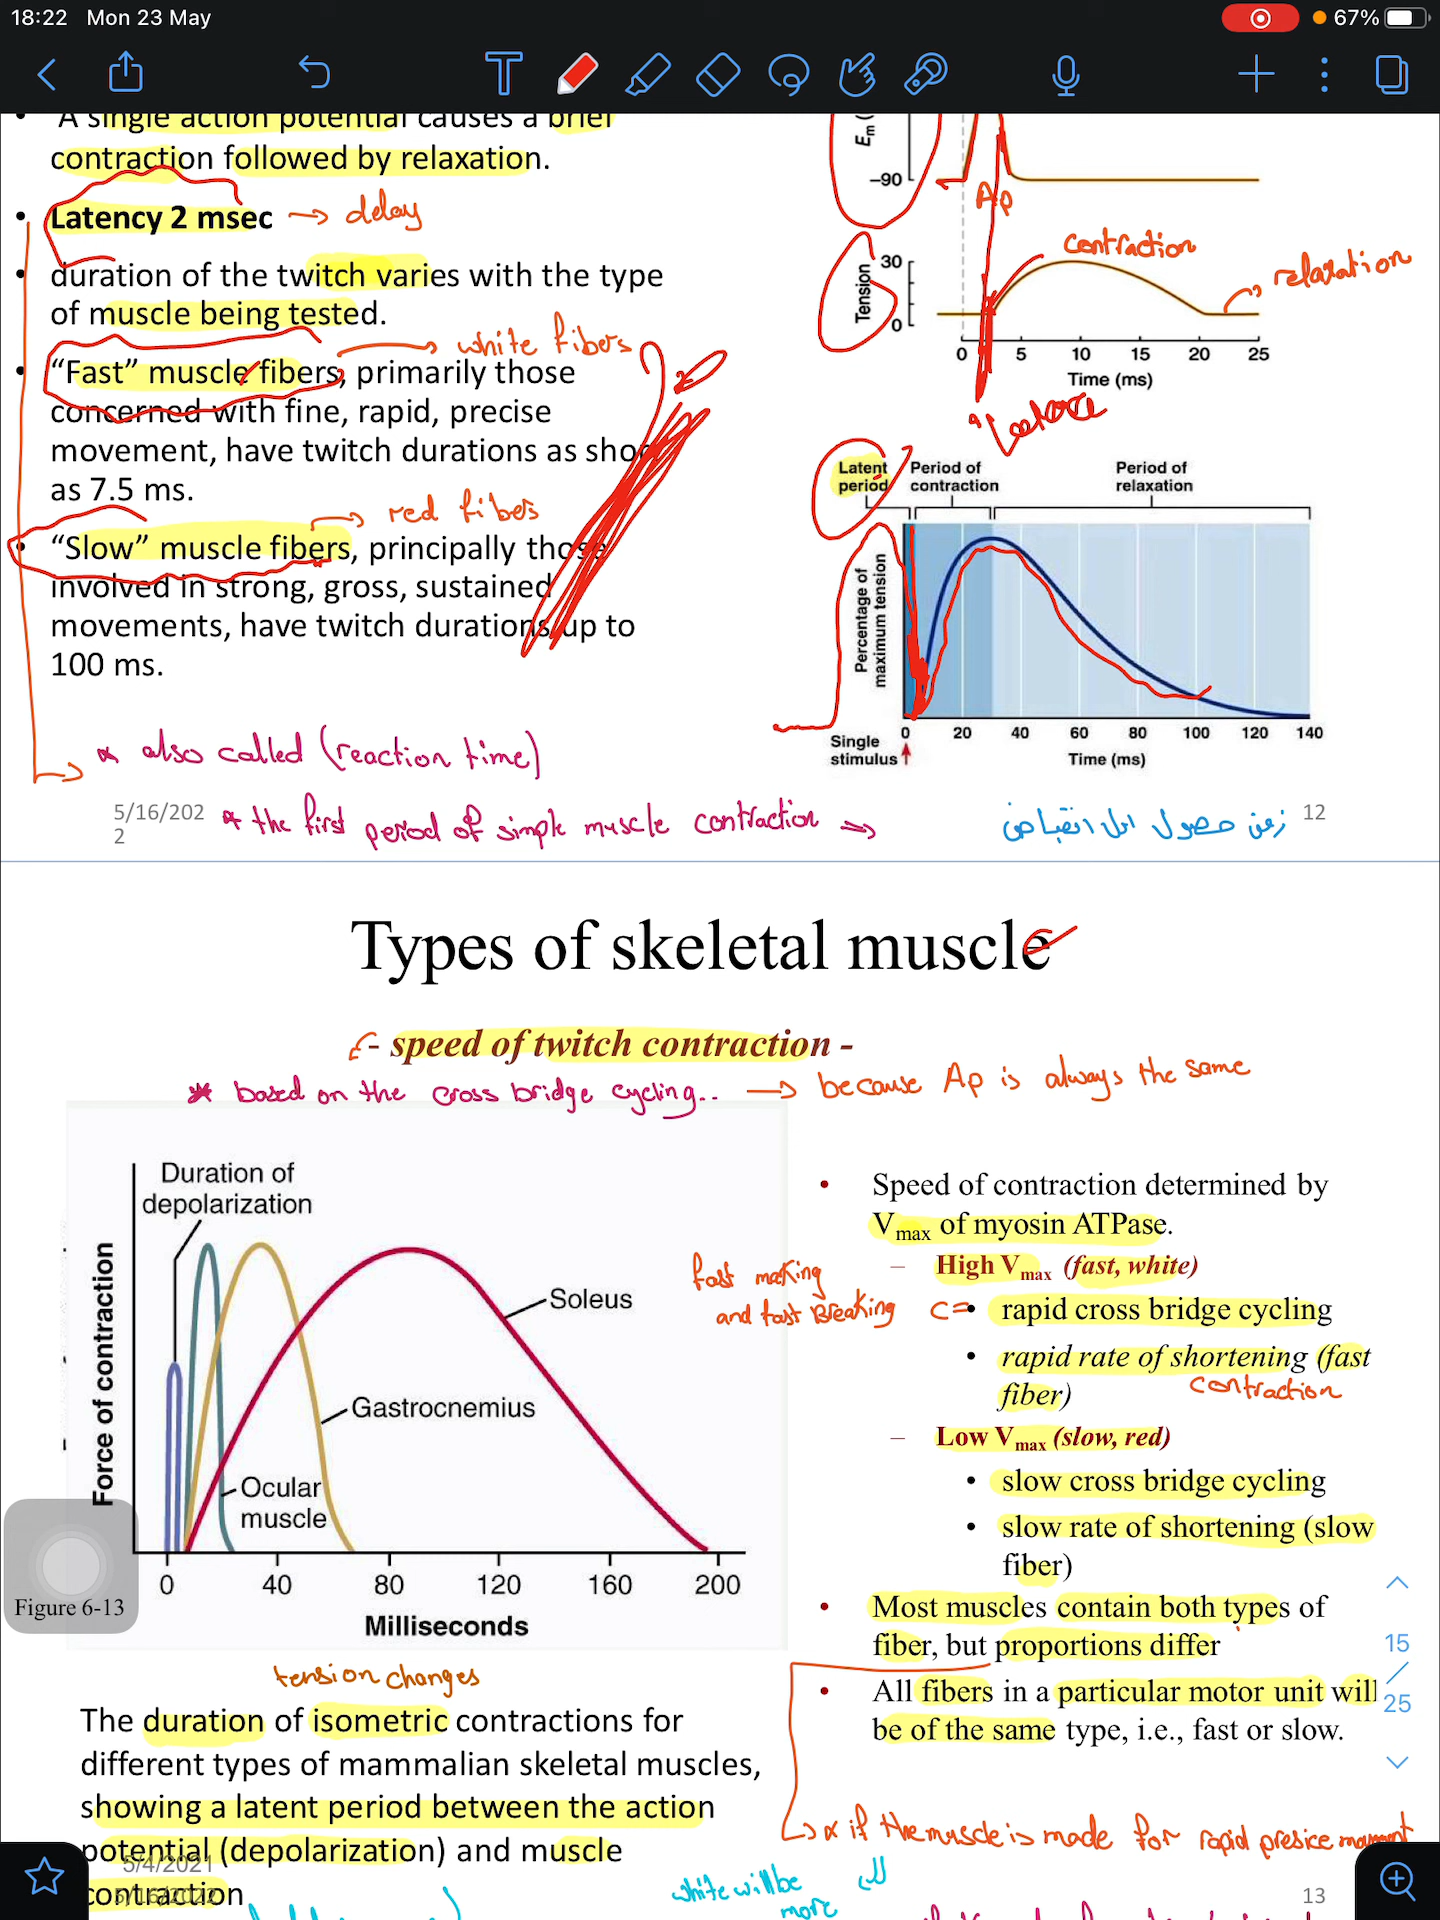 18:22 Mon 23 May
67%
A single action potential causes a brief
contraction followed by relaxation.
Latency 2 msec → delay
duration of the twitch varies with the type
of muscle being tested.
→ white fibers
"Fast" muscle fibers, primarily those
concerned with fine, rapid, precise
movement, have twitch durations as short
as 7.5 ms.
→ red fibers
"Slow" muscle fibers, principally those
involved in strong, gross, sustained
movements, have twitch durations up to
100 ms.
* also called (reaction time)
5/16/202
2
* the first period of simple muscle contraction ⇒
زمن حصول ال انقباض
12
Em (
-90
Ap
Tension
30
0
contraction
relaxation
0 5 10 15 20 25
Time (ms)
Latent
period
Period of
contraction
Period of
relaxation
Percentage of
maximum tension
0 20 40 60 80 100 120 140
Single
stimulus
Time (ms)
Types of skeletal muscle
- speed of twitch contraction -
* based on the cross bridge cycling.. → because Ap is always the same
Duration of
depolarization
Force of contraction
Soleus
Gastrocnemius
Ocular
muscle
0 40 80 120 160 200
Milliseconds
Figure 6-13
tension changes
The duration of isometric contractions for
different types of mammalian skeletal muscles,
showing a latent period between the action
potential (depolarization) and muscle
contraction
5/4/2021
5/16/2022
• Speed of contraction determined by
Vmax of myosin ATPase.
– High Vmax (fast, white)
fast making
and fast Breaking
• rapid cross bridge cycling
• rapid rate of shortening (fast
fiber)
contraction
– Low Vmax (slow, red)
• slow cross bridge cycling
• slow rate of shortening (slow
fiber)
• Most muscles contain both types of
fiber, but proportions differ
• All fibers in a particular motor unit will
be of the same type, i.e., fast or slow.
15
25
* if the muscle is made for rapid presice
white will be
more
13